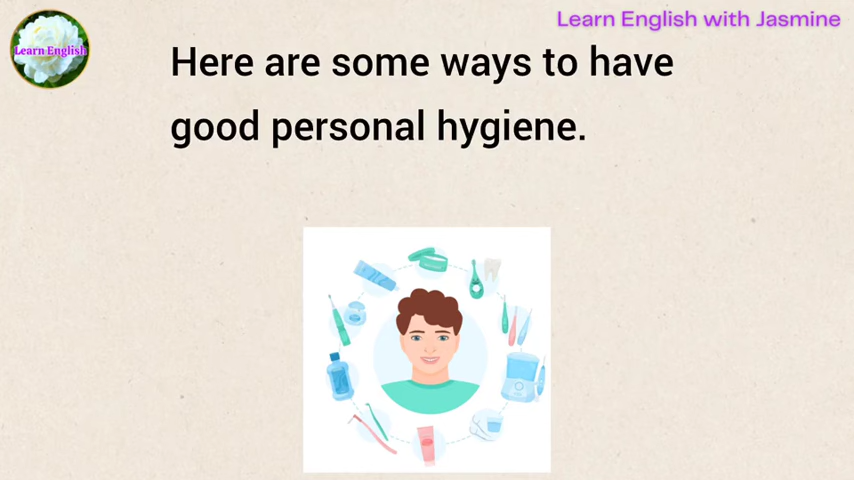 Learn English with Jasmine
Learn English
Here are some ways to have
good personal hygiene.